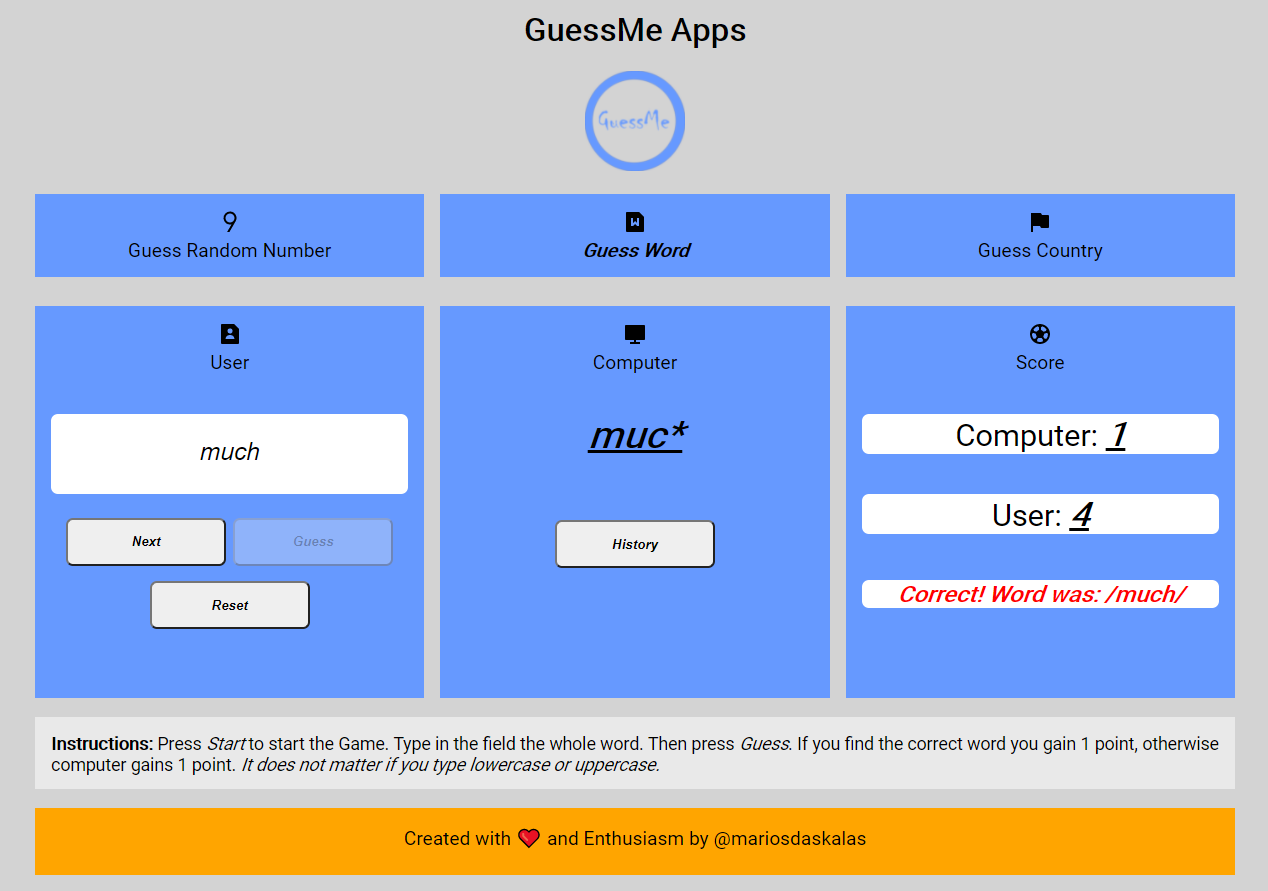 GuessMe Apps
GuessMe
Guess Random Number
Guess Word
Guess Country
User
much
Next
Guess
Reset
Computer
muc*
History
Score
Computer: 1
User: 4
Correct! Word was: /much/
Instructions: Press Start to start the Game. Type in the field the whole word. Then press Guess. If you find the correct word you gain 1 point, otherwise
computer gains 1 point. It does not matter if you type lowercase or uppercase.
Created with ❤ and Enthusiasm by @mariosdaskalas